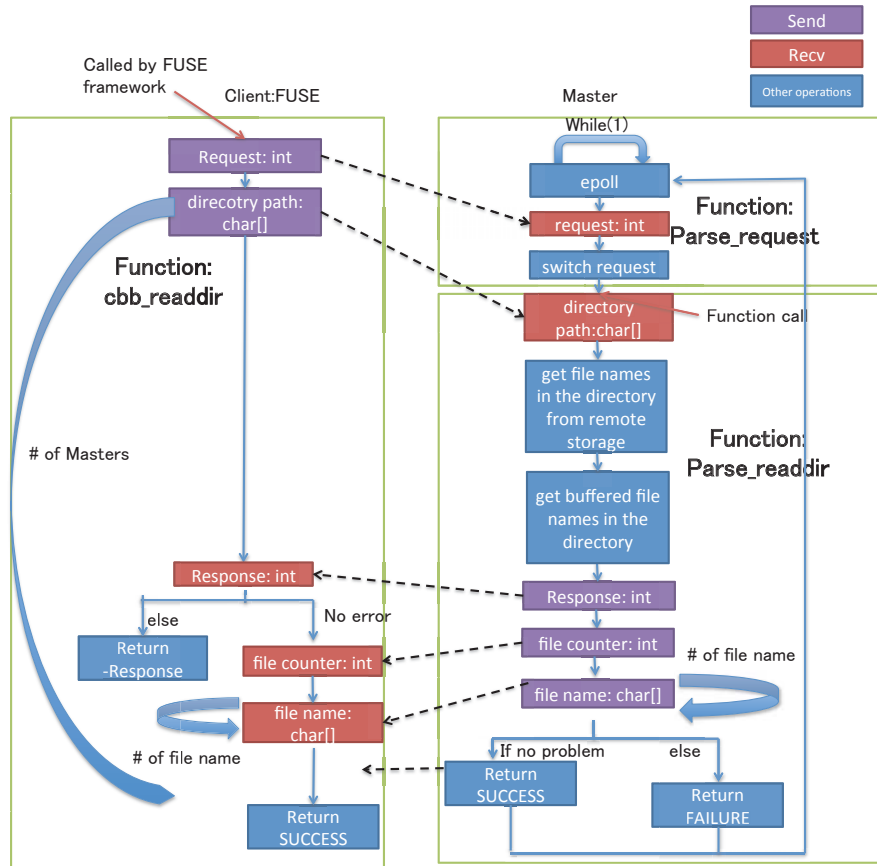 Send
Recv
Other operations
Called by FUSE
framework
Client:FUSE
Master
While(1)
Request: int
epoll
direcotry path:
char[]
request: int
Function:
Parse_request
switch request
Function:
cbb_readdir
directory
path:char[]
Function call
get file names
in the directory
from remote
storage
# of Masters
Function:
Parse_readdir
get buffered file
names in the
directory
Response: int
Response: int
else
No error
Return
-Response
file counter: int
file counter: int
# of file name
file name: char[]
file name:
char[]
# of file name
If no problem
else
Return
SUCCESS
Return
FAILURE
Return
SUCCESS